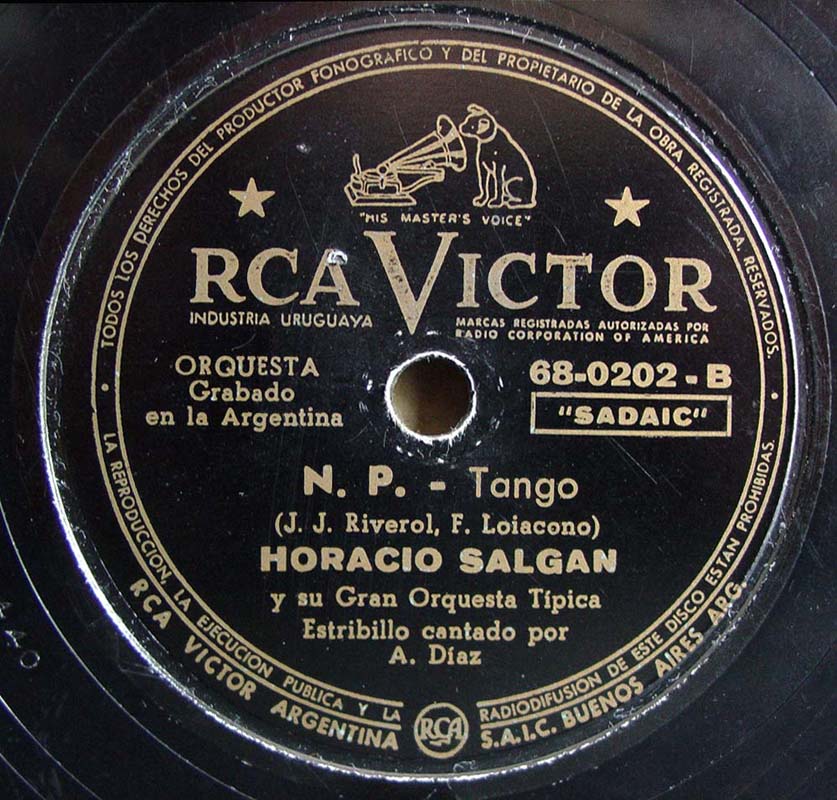 TODOS LOS DERECHOS DEL PRODUCTOR FONOGRAFICO Y DEL PROPIETARIO DE LA OBRA REGISTRADA, RESERVADOS.
"HIS MASTER'S VOICE"
RCA VICTOR
INDUSTRIA URUGUAYA
MARCAS REGISTRADAS AUTORIZADAS POR
RADIO CORPORATION OF AMERICA
ORQUESTA
Grabado
en la Argentina
68-0202-B
"SADAIC"
N. P. - Tango
(J. J. Riverol, F. Loiacono)
HORACIO SALGAN
y su Gran Orquesta Típica
Estribillo cantado por
A. Díaz
LA REPRODUCCION, LA EJECUCION PUBLICA Y LA RADIODIFUSION DE ESTE DISCO ESTAN PROHIBIDAS.
RCA VICTOR ARGENTINA S.A.I.C. BUENOS AIRES ARG.
RCA